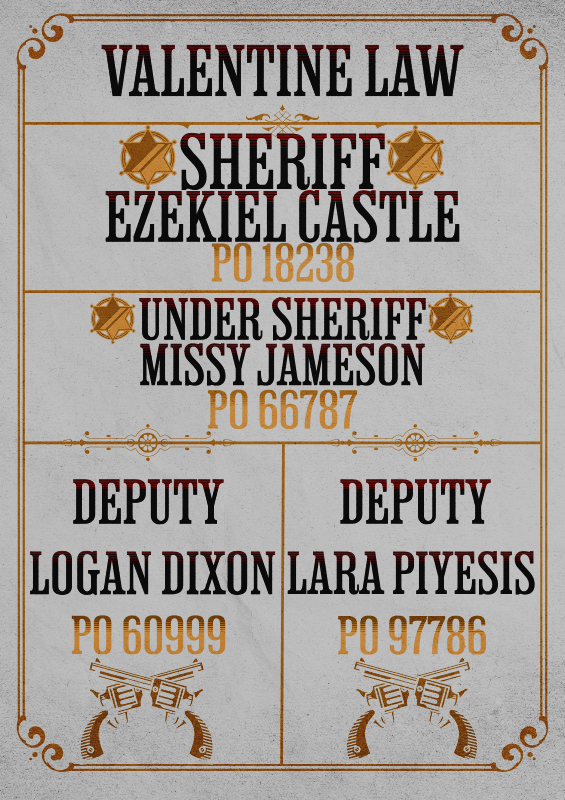 VALENTINE LAW
SHERIFF
EZEKIEL CASTLE
PO 18238
UNDER SHERIFF
MISSY JAMESON
PO 66787
DEPUTY
LOGAN DIXON
PO 60999
DEPUTY
LARA PIYESIS
PO 97786